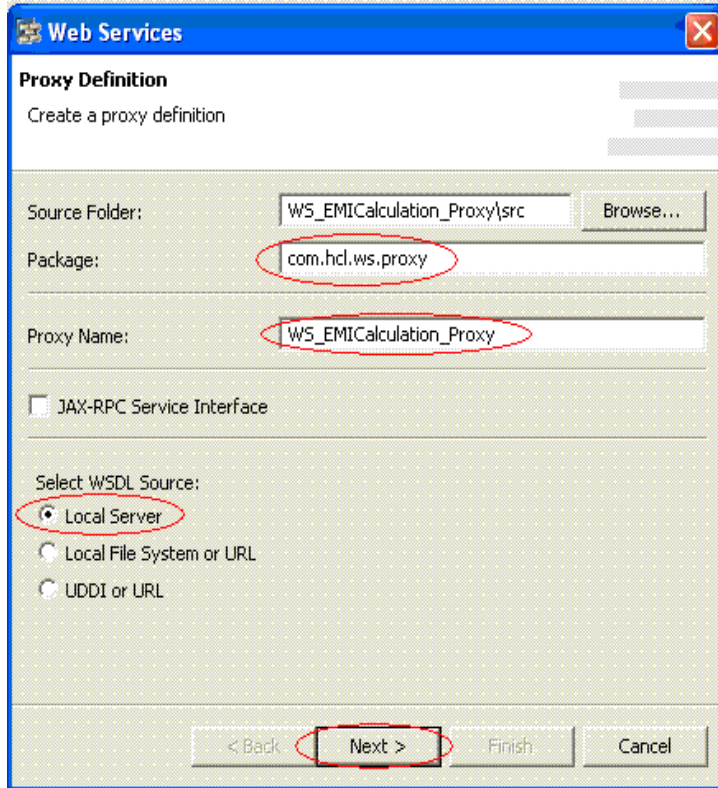 Web Services
Proxy Definition
Create a proxy definition
Source Folder: WS_EMICalculation_Proxy\src Browse...
Package: com.hcl.ws.proxy
Proxy Name: WS_EMICalculation_Proxy
JAX-RPC Service Interface
Select WSDL Source:
Local Server
Local File System or URL
UDDI or URL
< Back Next > Finish Cancel